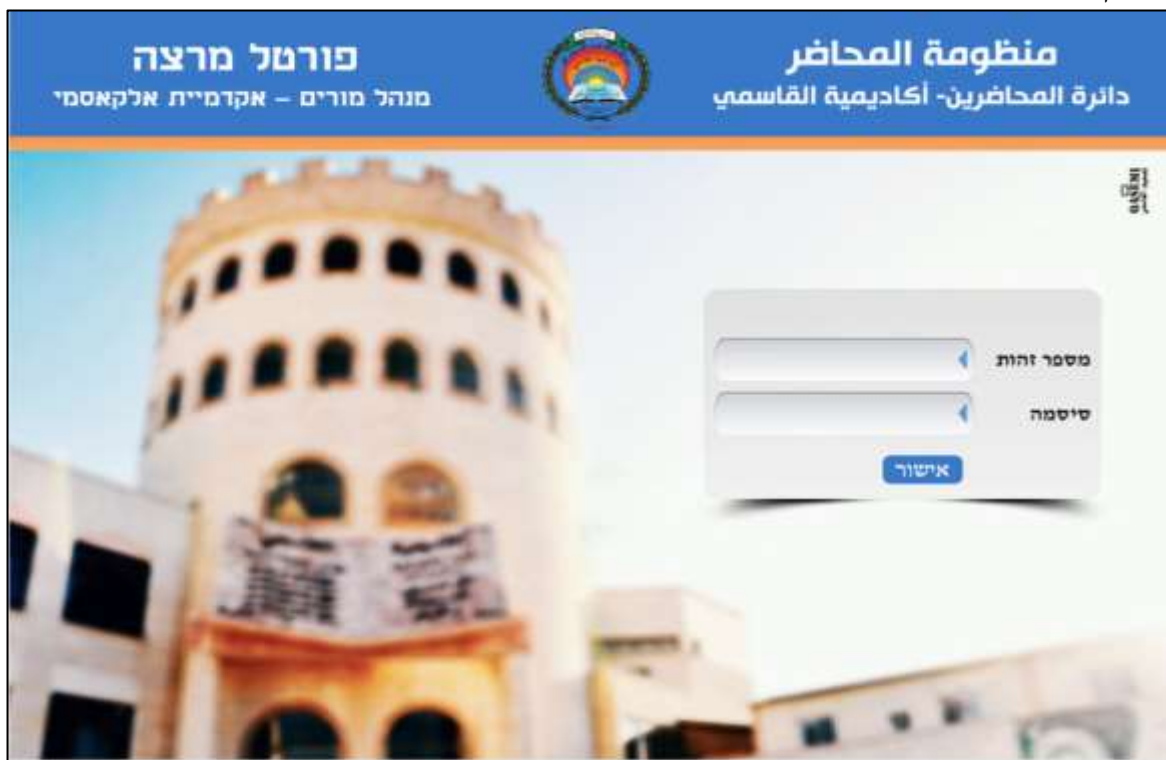 منظومة المحاضر
دائرة المحاضرين- أكاديمية القاسمي
פורטל מרצה
מנהל מורים – אקדמיית אלקאסמי
מספר זהות
סיסמה
אישור